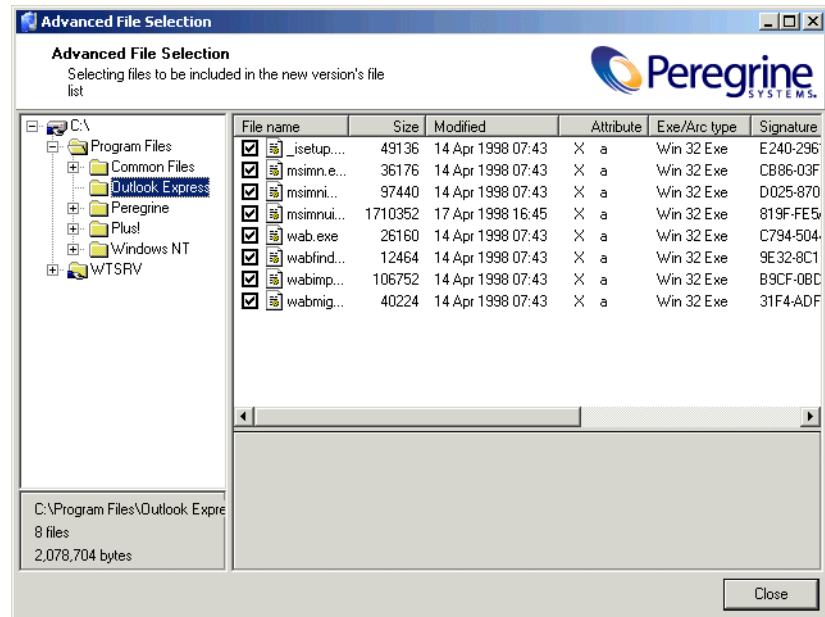 Advanced File Selection
Advanced File Selection
Selecting files to be included in the new version's file
list
Peregrine
SYSTEMS.
C:\
Program Files
Common Files
Outlook Express
Peregrine
Plus!
Windows NT
WTSRV
File name Size Modified Attribute Exe/Arc type Signature
_isetup.... 49136 14 Apr 1998 07:43 X a Win 32 Exe E240-296
msimn.e... 36176 14 Apr 1998 07:43 X a Win 32 Exe CB86-03F
msimni... 97440 14 Apr 1998 07:43 X a Win 32 Exe D025-870
msimnui... 1710352 17 Apr 1998 16:45 X a Win 32 Exe 819F-FE5
wab.exe 26160 14 Apr 1998 07:43 X a Win 32 Exe C794-504
wabfind... 12464 14 Apr 1998 07:43 X a Win 32 Exe 9E32-8C1
wabimp... 106752 14 Apr 1998 07:43 X a Win 32 Exe B9CF-0BD
wabmig... 40224 14 Apr 1998 07:43 X a Win 32 Exe 31F4-ADF
C:\Program Files\Outlook Expre
8 files
2,078,704 bytes
Close